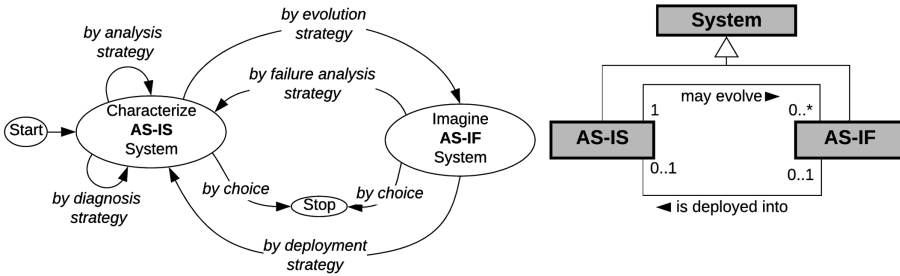 by analysis
strategy
by evolution
strategy
by failure analysis
strategy
Start
Characterize
AS-IS
System
Imagine
AS-IF
System
by diagnosis
strategy
by choice
Stop
by choice
by deployment
strategy
System
may evolve ►
1
0..*
AS-IS
AS-IF
0..1
0..1
◄ is deployed into